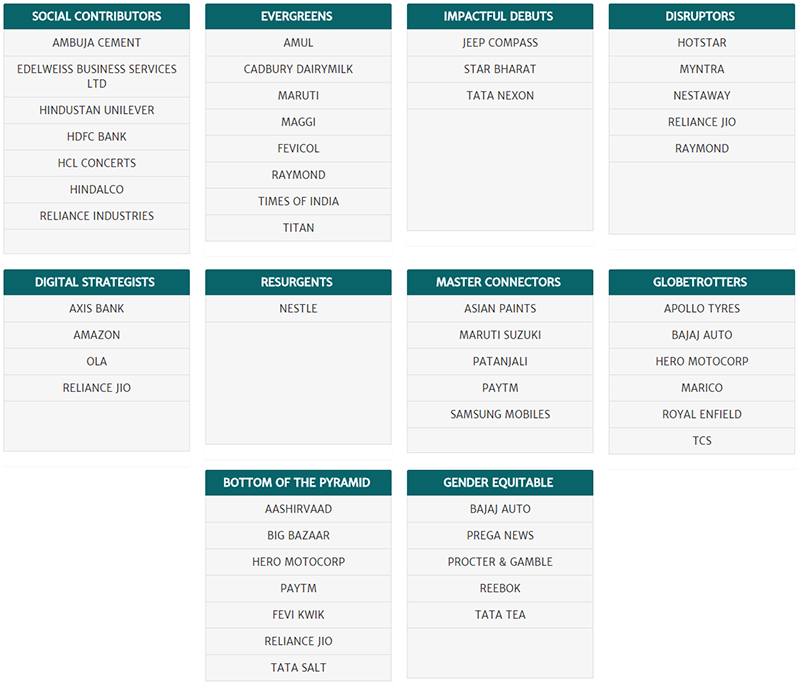 SOCIAL CONTRIBUTORS
AMBUJA CEMENT
EDELWEISS BUSINESS SERVICES
LTD
HINDUSTAN UNILEVER
HDFC BANK
HCL CONCERTS
HINDALCO
RELIANCE INDUSTRIES
EVERGREENS
AMUL
CADBURY DAIRYMILK
MARUTI
MAGGI
FEVICOL
RAYMOND
TIMES OF INDIA
TITAN
IMPACTFUL DEBUTS
JEEP COMPASS
STAR BHARAT
TATA NEXON
DISRUPTORS
HOTSTAR
MYNTRA
NESTAWAY
RELIANCE JIO
RAYMOND
DIGITAL STRATEGISTS
AXIS BANK
AMAZON
OLA
RELIANCE JIO
RESURGENTS
NESTLE
MASTER CONNECTORS
ASIAN PAINTS
MARUTI SUZUKI
PATANJALI
PAYTM
SAMSUNG MOBILES
GLOBETROTTERS
APOLLO TYRES
BAJAJ AUTO
HERO MOTOCORP
MARICO
ROYAL ENFIELD
TCS
BOTTOM OF THE PYRAMID
AASHIRVAAD
BIG BAZAAR
HERO MOTOCORP
PAYTM
FEVI KWIK
RELIANCE JIO
TATA SALT
GENDER EQUITABLE
BAJAJ AUTO
PREGA NEWS
PROCTER & GAMBLE
REEBOK
TATA TEA